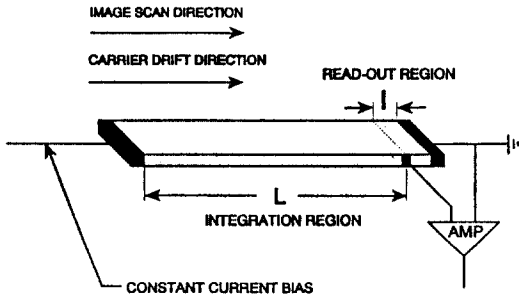 IMAGE SCAN DIRECTION
CARRIER DRIFT DIRECTION
READ-OUT REGION
l
L
INTEGRATION REGION
AMP
CONSTANT CURRENT BIAS